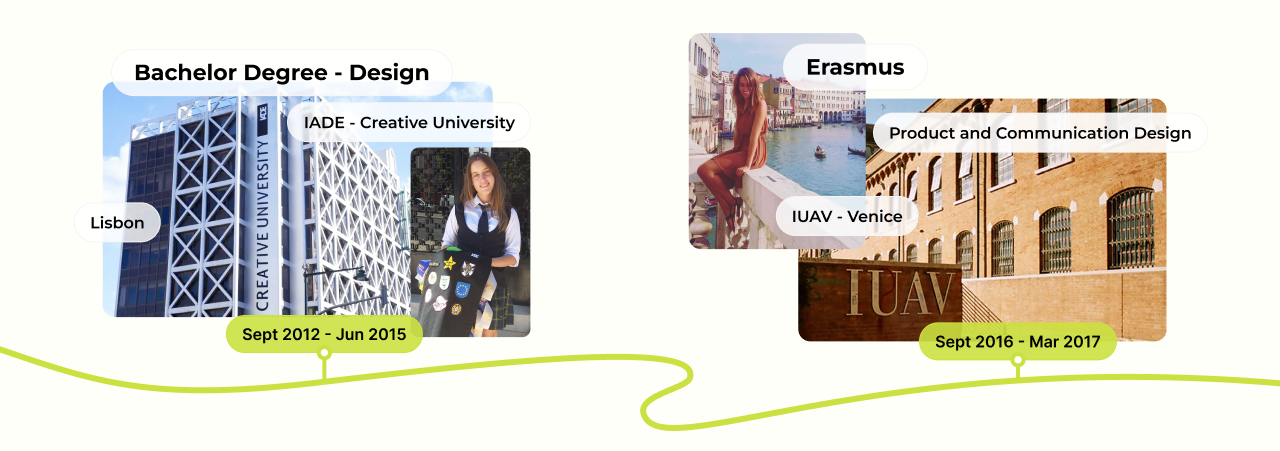 Bachelor Degree - Design
IADE - Creative University
Lisbon
CREATIVE UNIVERSITY
IADE
Sept 2012 - Jun 2015
Erasmus
Product and Communication Design
IUAV - Venice
IUAV
Sept 2016 - Mar 2017